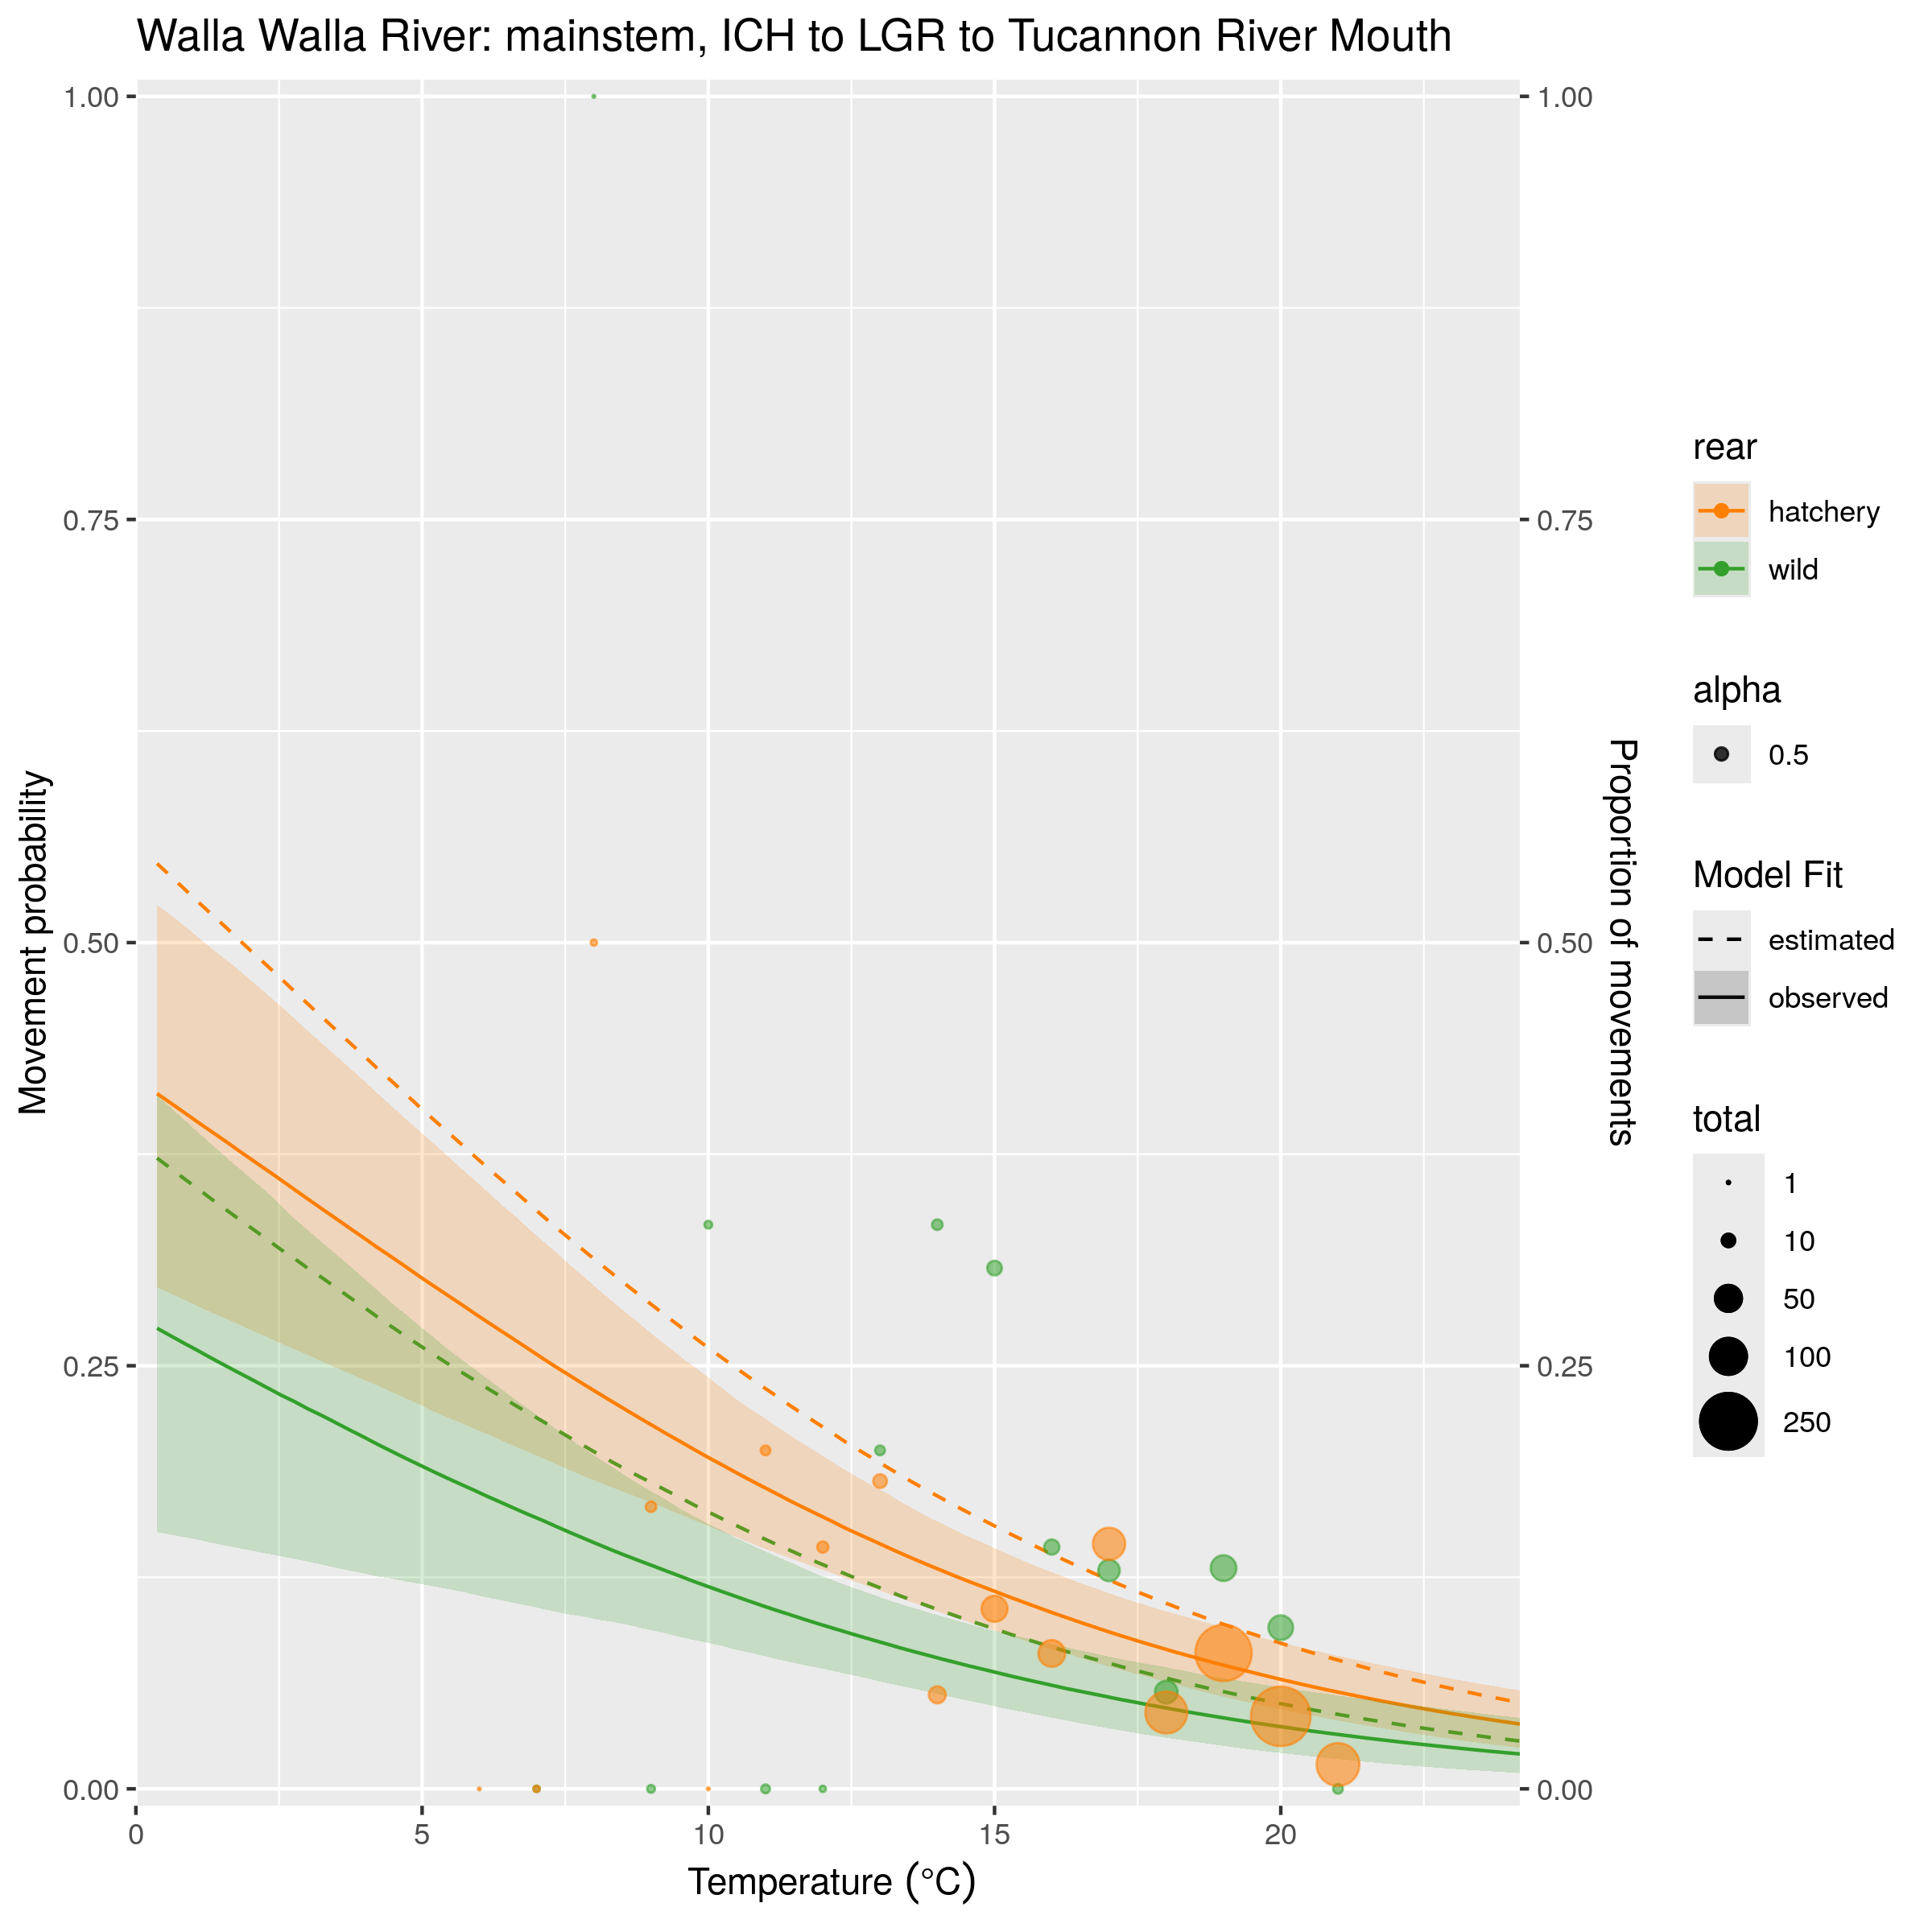 Walla Walla River: mainstem, ICH to LGR to Tucannon River Mouth
Movement probability
1.00
0.75
0.50
0.25
0.00
0
5
10
15
20
Temperature (°C)
1.00
0.75
0.50
0.25
0.00
Proportion of movements
rear
hatchery
wild
alpha
0.5
Model Fit
estimated
observed
total
1
10
50
100
250